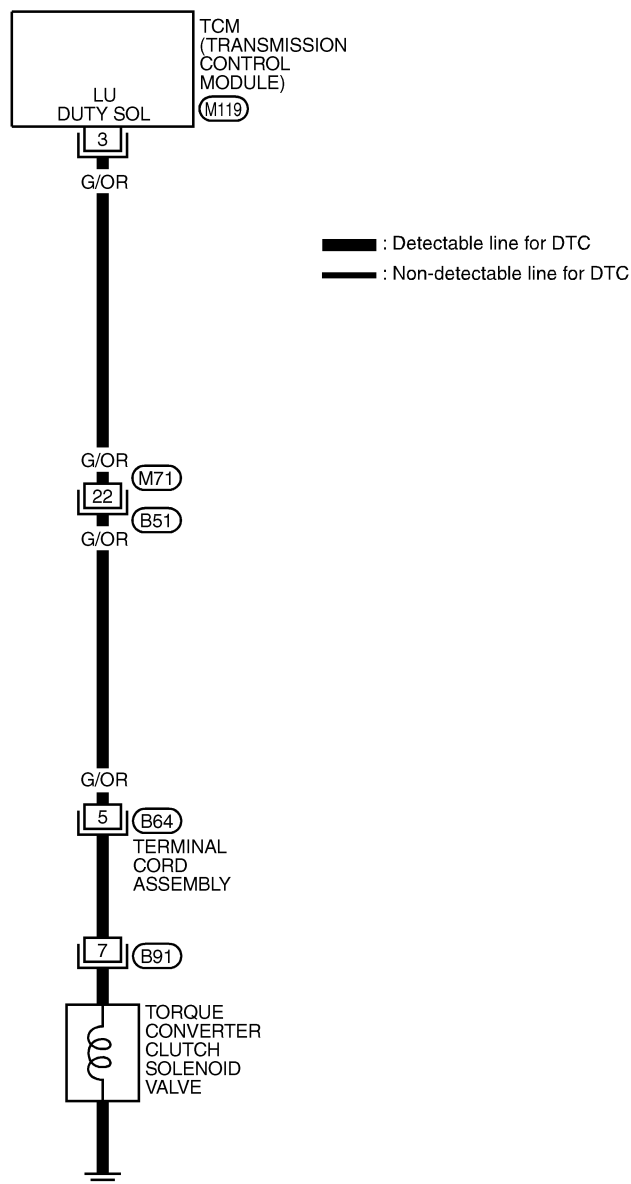 TCM
(TRANSMISSION
CONTROL
MODULE)
M119
LU
DUTY SOL
3
G/OR
: Detectable line for DTC
: Non-detectable line for DTC
G/OR
M71
22
B51
G/OR
G/OR
5
B64
TERMINAL
CORD
ASSEMBLY
7
B91
TORQUE
CONVERTER
CLUTCH
SOLENOID
VALVE